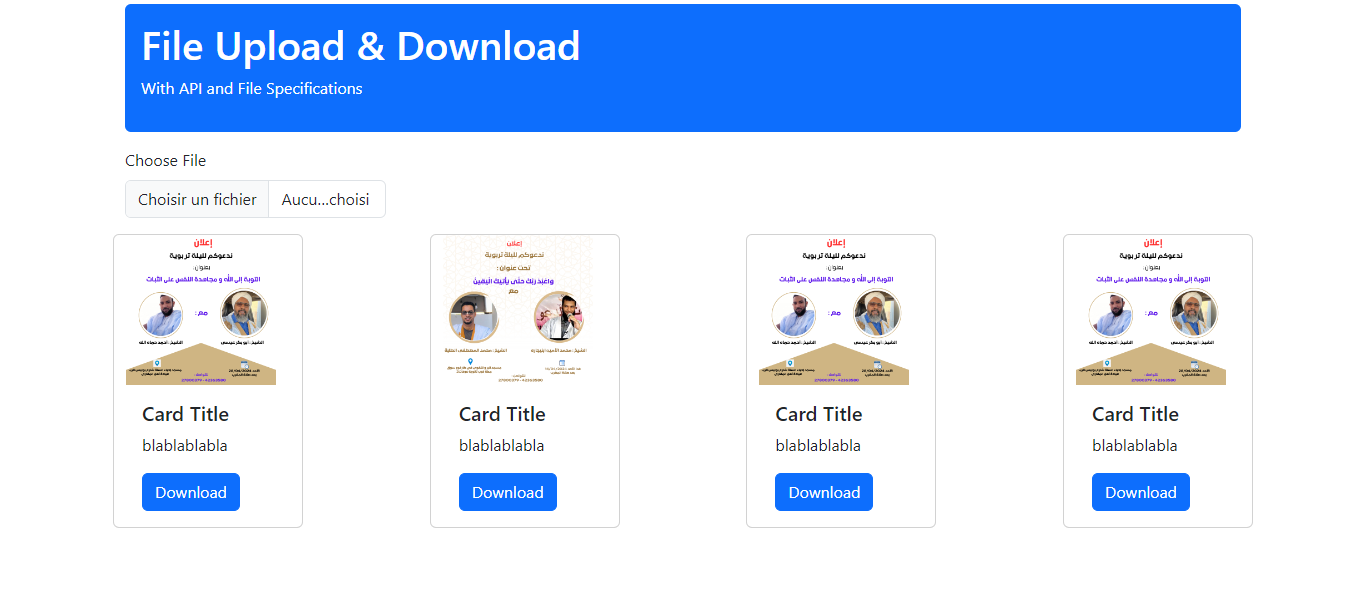 File Upload & Download
With API and File Specifications
Choose File
Choisir un fichier
Aucu...choisi
إعلان
ندعوكم لليلة تربوية
بعنوان :
التوبة إلى الله و مجاهدة النفس على الثبات
مع :
Card Title
blablablabla
Download
إعلان
ندعوكم لليلة تربوية
تحت عنوان :
واعبد ربك حتى يأتيك اليقين
مع
Card Title
blablablabla
Download
إعلان
ندعوكم لليلة تربوية
بعنوان :
التوبة إلى الله و مجاهدة النفس على الثبات
مع :
Card Title
blablablabla
Download
إعلان
ندعوكم لليلة تربوية
بعنوان :
التوبة إلى الله و مجاهدة النفس على الثبات
مع :
Card Title
blablablabla
Download